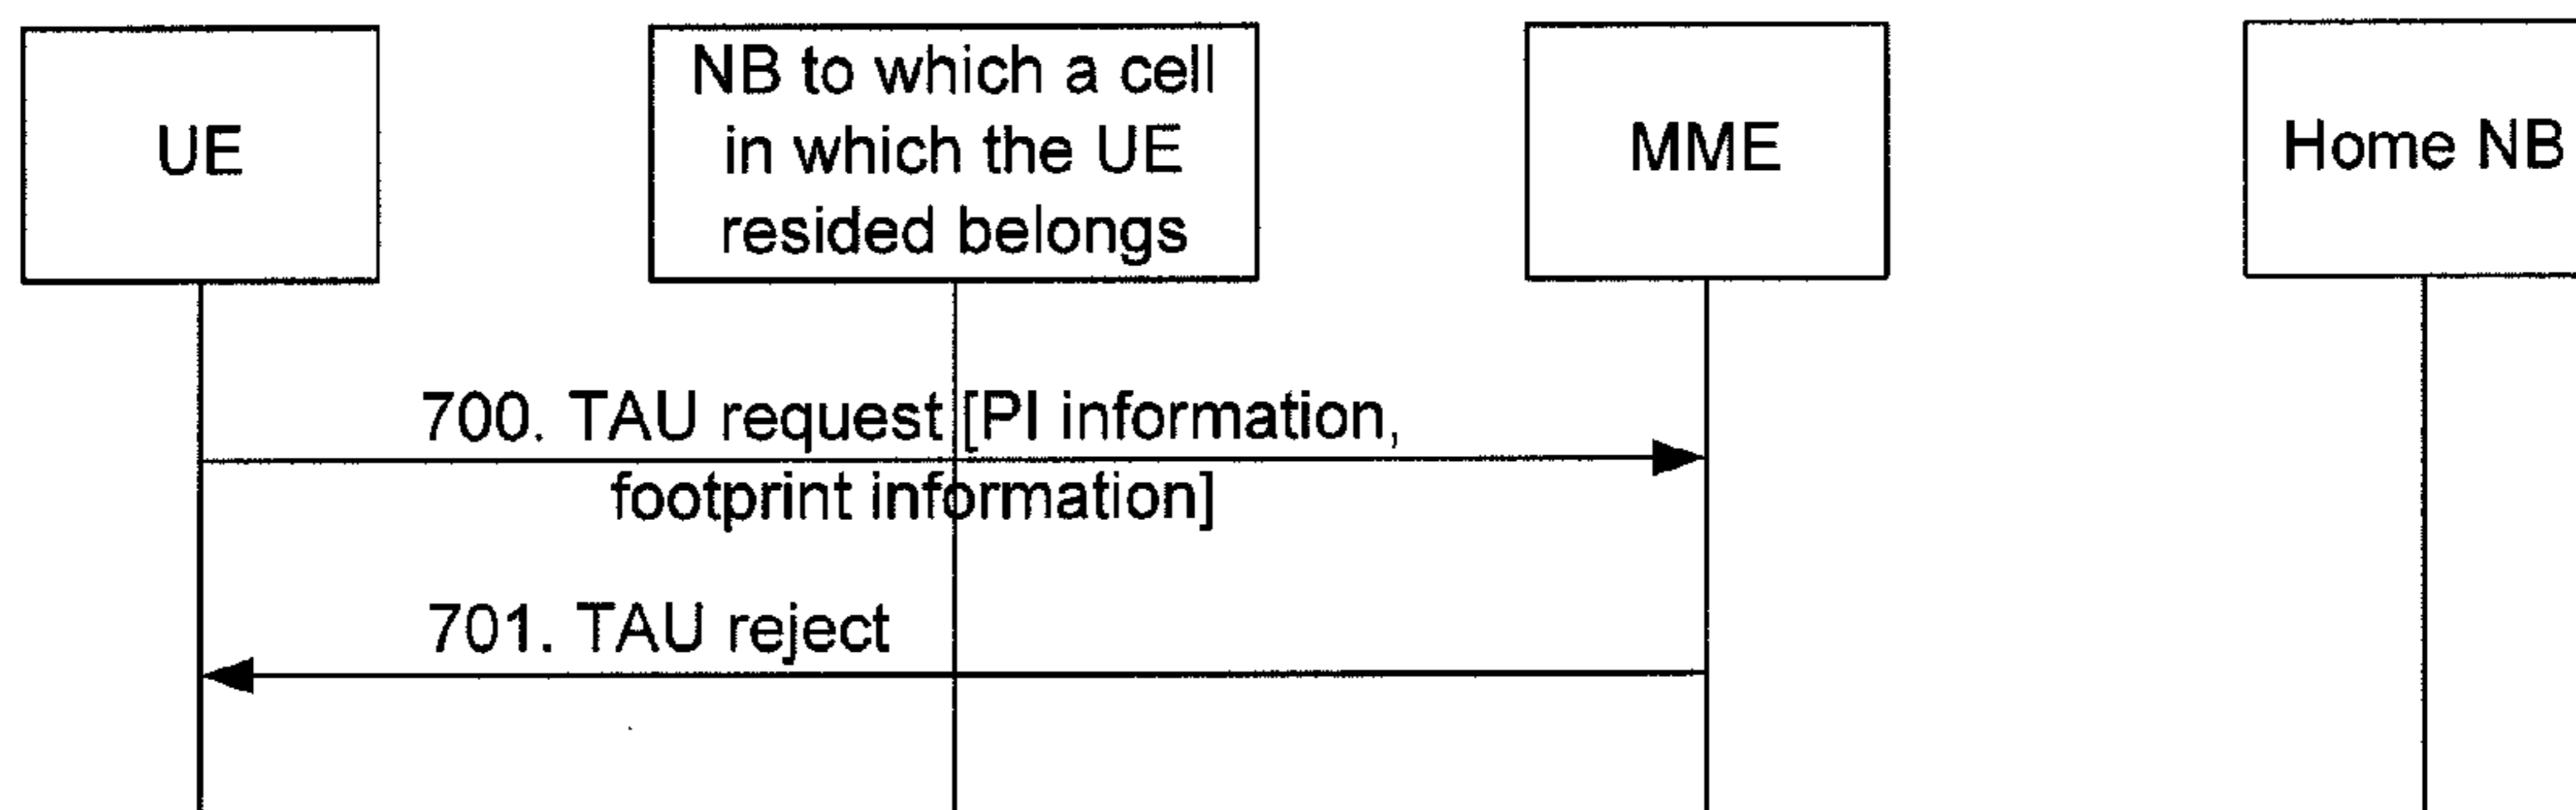 UE
NB to which a cell
in which the UE
resided belongs
MME
Home NB
700. TAU request [PI information,
footprint information]
701. TAU reject